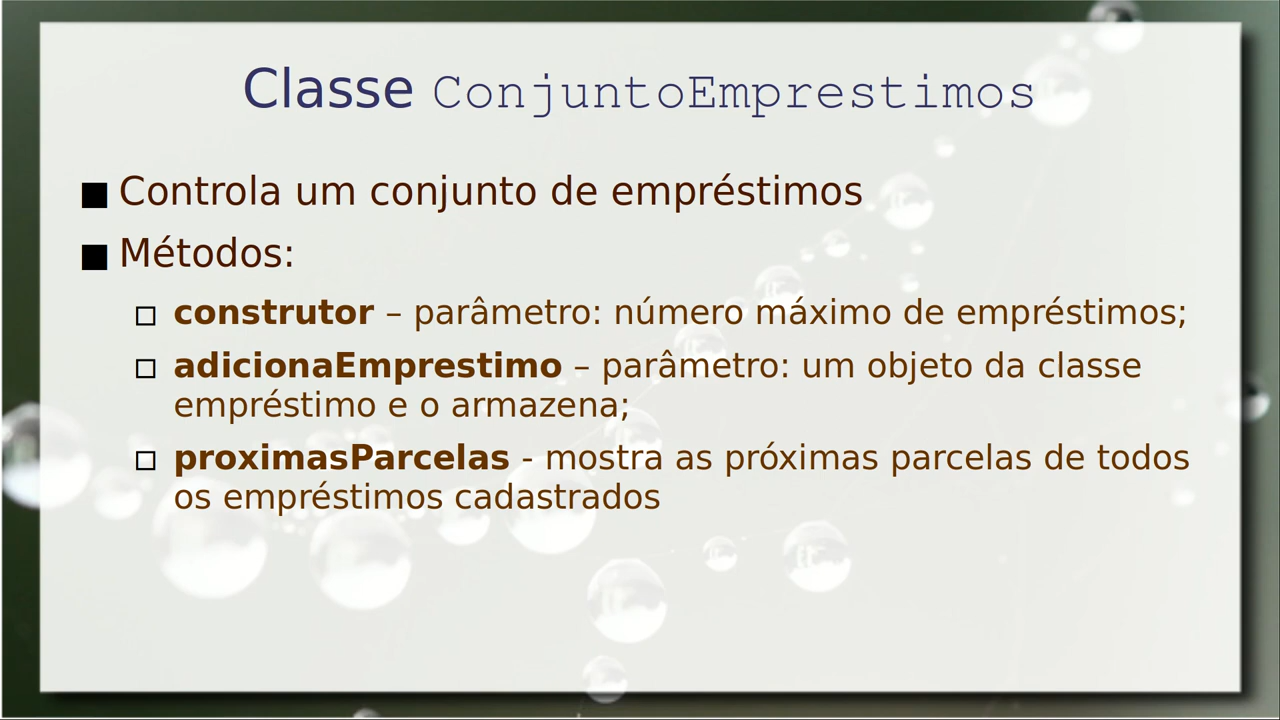 Classe ConjuntoEmprestimos
■ Controla um conjunto de empréstimos
■ Métodos:
□ construtor – parâmetro: número máximo de empréstimos;
□ adicionaEmprestimo – parâmetro: um objeto da classe
empréstimo e o armazena;
□ proximasParcelas - mostra as próximas parcelas de todos
os empréstimos cadastrados